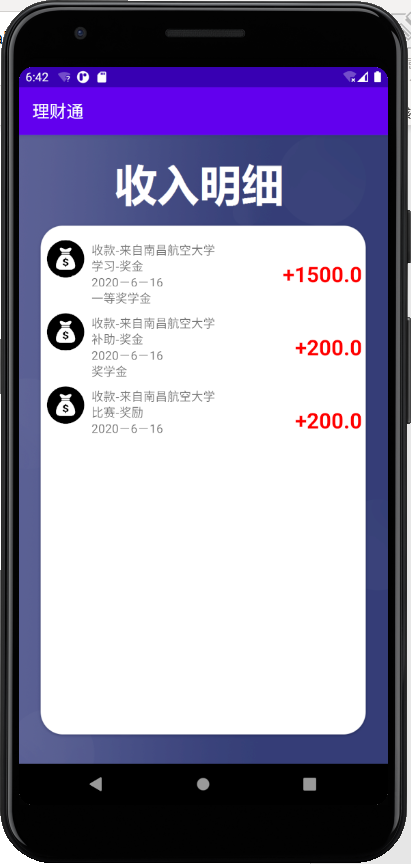 6:42
理财通
收入明细
收款-来自南昌航空大学
学习-奖金
2020－6－16
一等奖学金
+1500.0
收款-来自南昌航空大学
补助-奖金
2020－6－16
奖学金
+200.0
收款-来自南昌航空大学
比赛-奖励
2020－6－16
+200.0